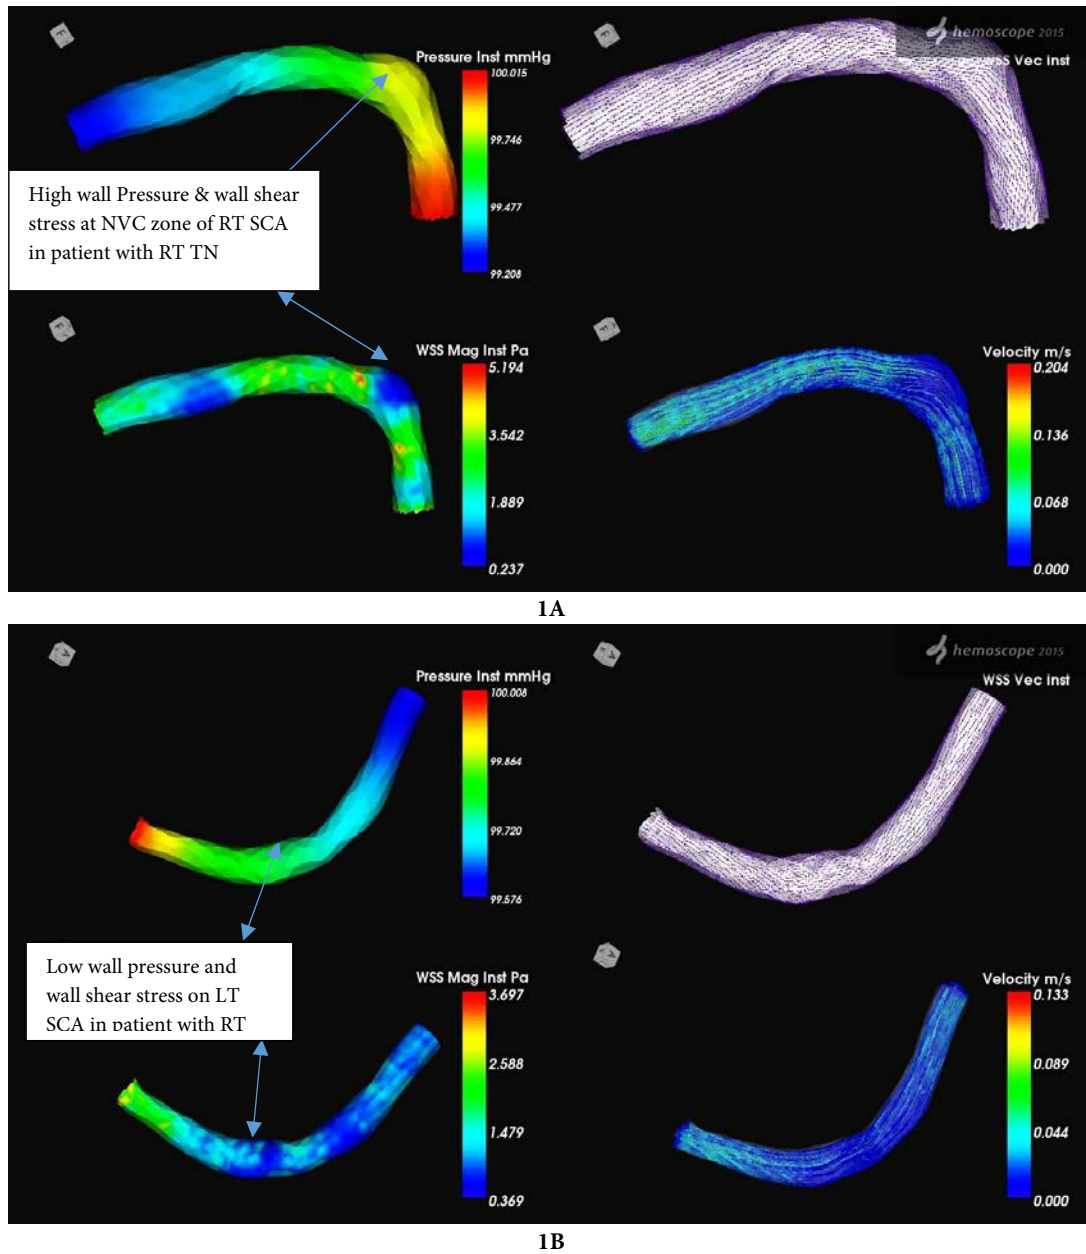 hemoscope 2015
Pressure Inst mmHg
100.015
99.746
99.477
99.208
WSS Vec Inst
High wall Pressure & wall shear
stress at NVC zone of RT SCA
in patient with RT TN
WSS Mag Inst Pa
5.194
3.542
1.889
0.237
Velocity m/s
0.204
0.136
0.068
0.000
1A
hemoscope 2015
Pressure Inst mmHg
100.008
99.864
99.720
99.576
WSS Vec Inst
Low wall pressure and
wall shear stress on LT
SCA in patient with RT
WSS Mag Inst Pa
3.697
2.588
1.479
0.369
Velocity m/s
0.133
0.089
0.044
0.000
1B